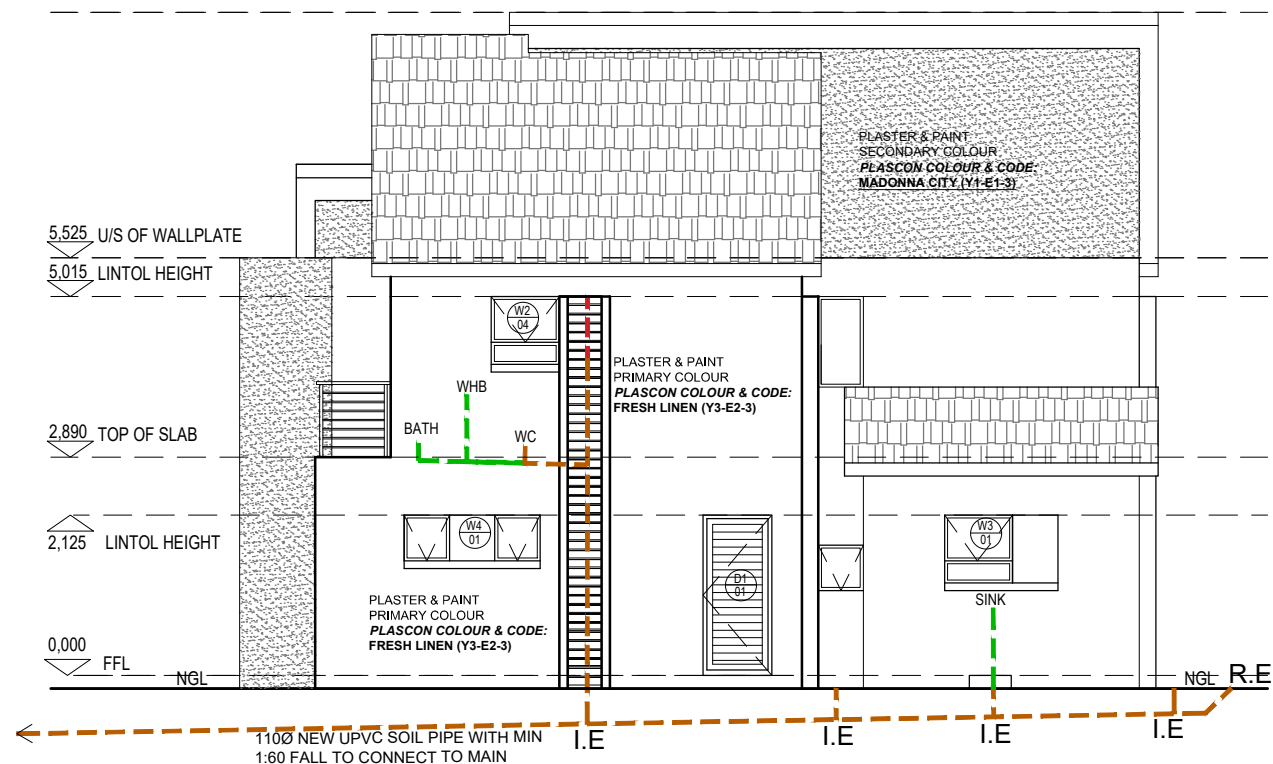 PLASTER & PAINT
SECONDARY COLOUR
PLASCON COLOUR & CODE:
MADONNA CITY (Y1-E1-3)
5,525 U/S OF WALLPLATE
5,015 LINTOL HEIGHT
W2
04
PLASTER & PAINT
PRIMARY COLOUR
PLASCON COLOUR & CODE:
FRESH LINEN (Y3-E2-3)
WHB
BATH
WC
2,890 TOP OF SLAB
2,125 LINTOL HEIGHT
W4
01
W3
01
D1
01
SINK
PLASTER & PAINT
PRIMARY COLOUR
PLASCON COLOUR & CODE:
FRESH LINEN (Y3-E2-3)
0,000
FFL
NGL
NGL
R.E
I.E
I.E
I.E
I.E
110Ø NEW UPVC SOIL PIPE WITH MIN
1:60 FALL TO CONNECT TO MAIN